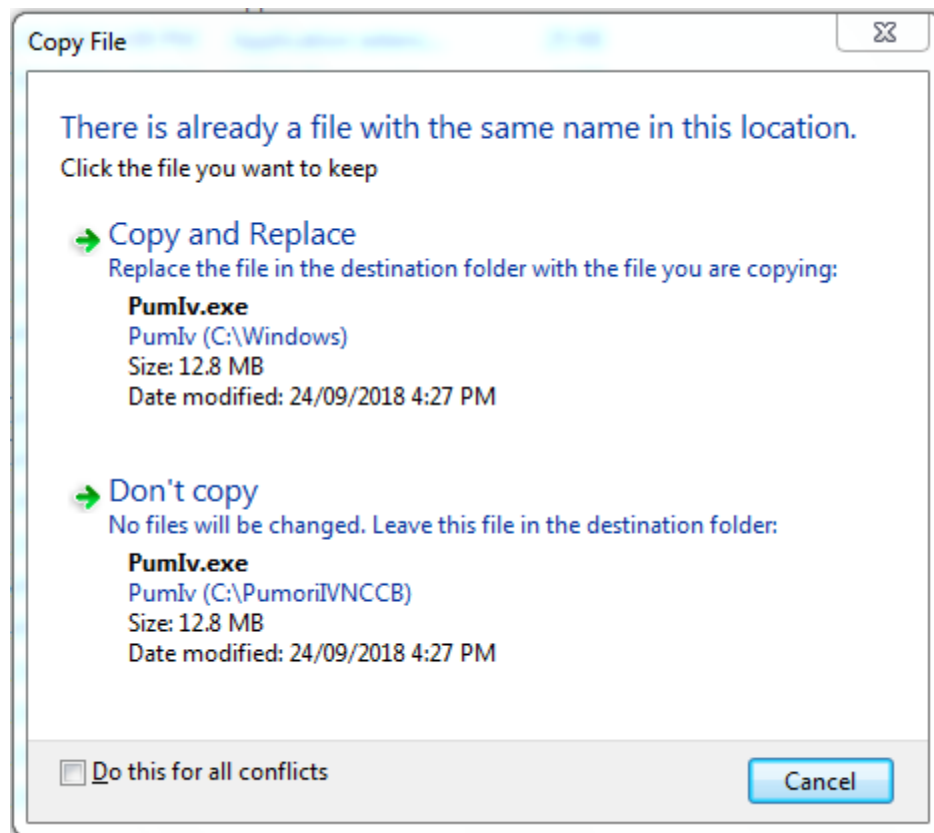 Copy File
There is already a file with the same name in this location.
Click the file you want to keep
Copy and Replace
Replace the file in the destination folder with the file you are copying:
PumIv.exe
PumIv (C:\Windows)
Size: 12.8 MB
Date modified: 24/09/2018 4:27 PM
Don't copy
No files will be changed. Leave this file in the destination folder:
PumIv.exe
PumIv (C:\PumoriIVNCCB)
Size: 12.8 MB
Date modified: 24/09/2018 4:27 PM
Do this for all conflicts
Cancel